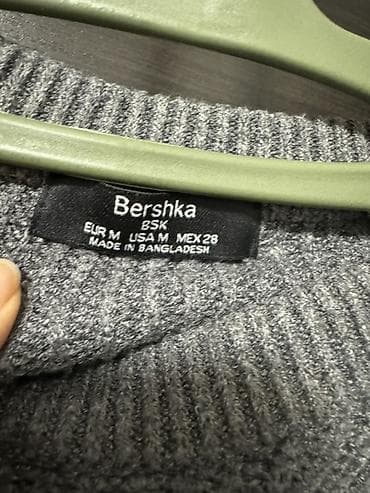 Bershka
BSK
EUR M USA M MEX 28
MADE IN BANGLADESH